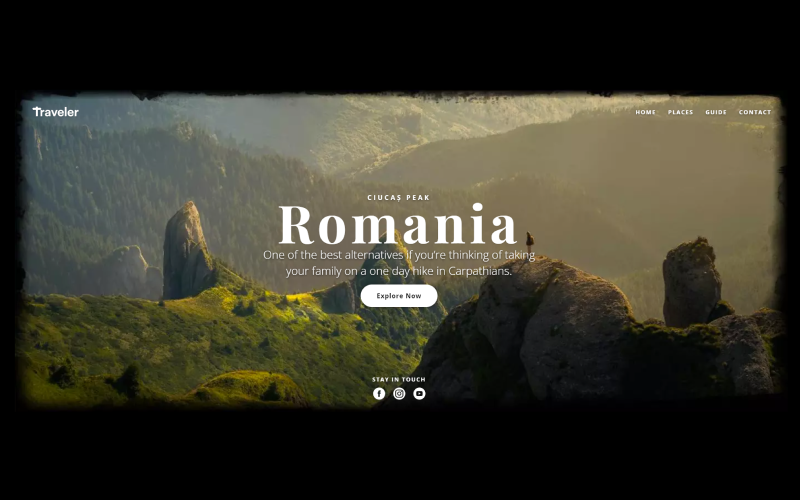 Traveler
HOME PLACES GUIDE CONTACT
CIUCAȘ PEAK
Romania
One of the best alternatives if you're thinking of taking
your family on a one day hike in Carpathians.
Explore Now
STAY IN TOUCH